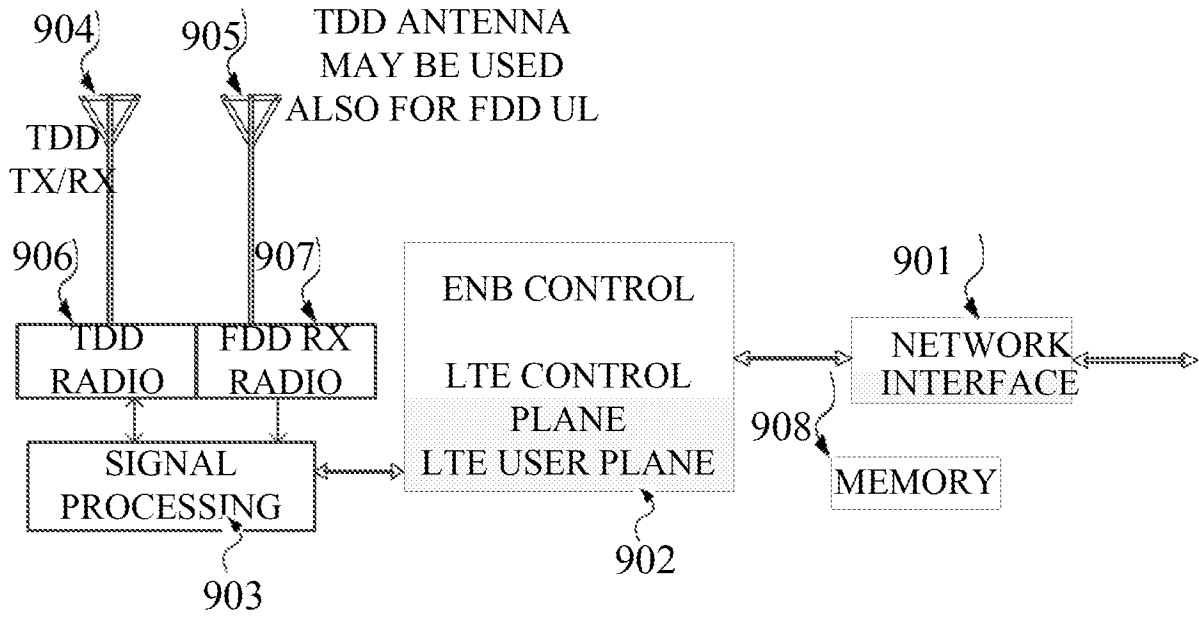 904
905
TDD ANTENNA
MAY BE USED
ALSO FOR FDD UL
TDD
TX/RX
906
907
901
TDD
RADIO
FDD RX
RADIO
ENB CONTROL
LTE CONTROL
PLANE
LTE USER PLANE
NETWORK
INTERFACE
908
SIGNAL
PROCESSING
MEMORY
902
903